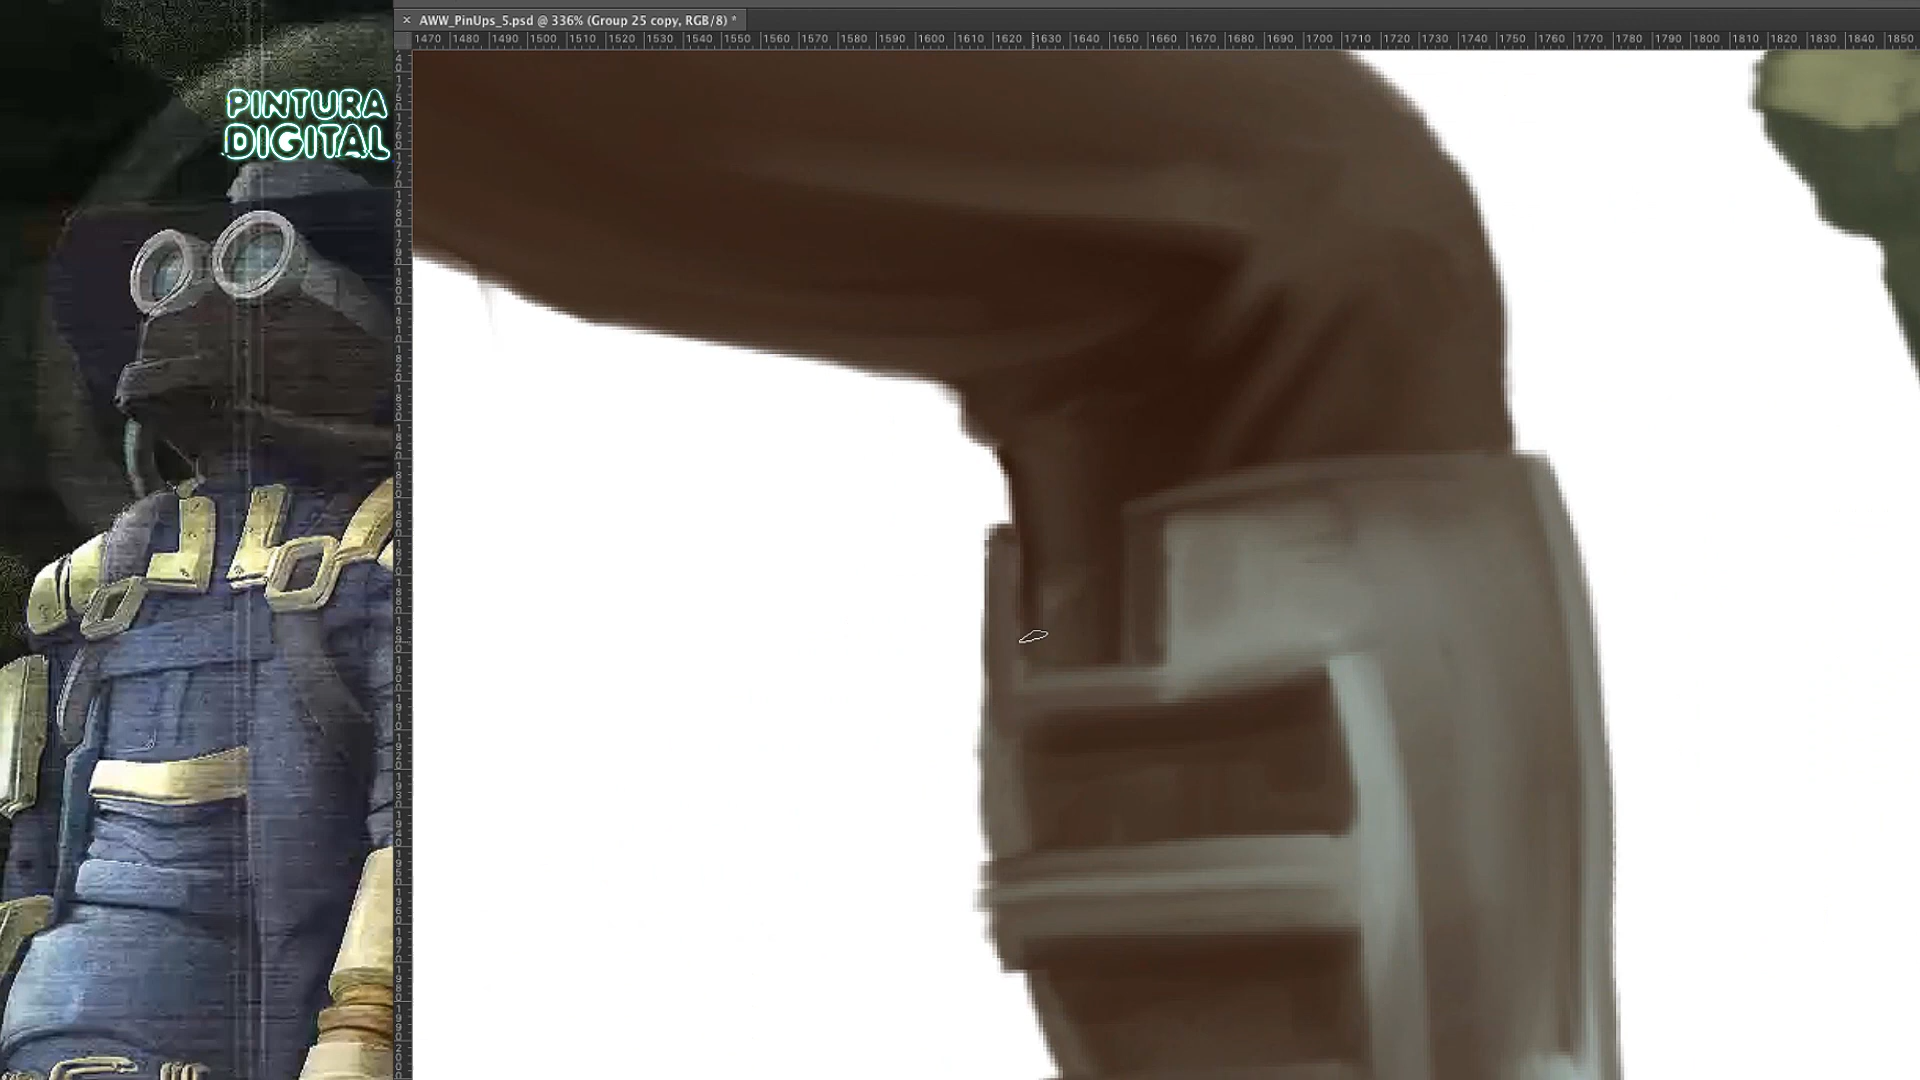 × AWW_PinUps_5.psd @ 336% (Group 25 copy, RGB/8) *
1470 1480 1490 1500 1510 1520 1530 1540 1550 1560 1570 1580 1590 1600 1610 1620 1630 1640 1650 1660 1670 1680 1690 1700 1710 1720 1730 1740 1750 1760 1770 1780 1790 1800 1810 1820 1830 1840 1850
PINTURA
DIGITAL